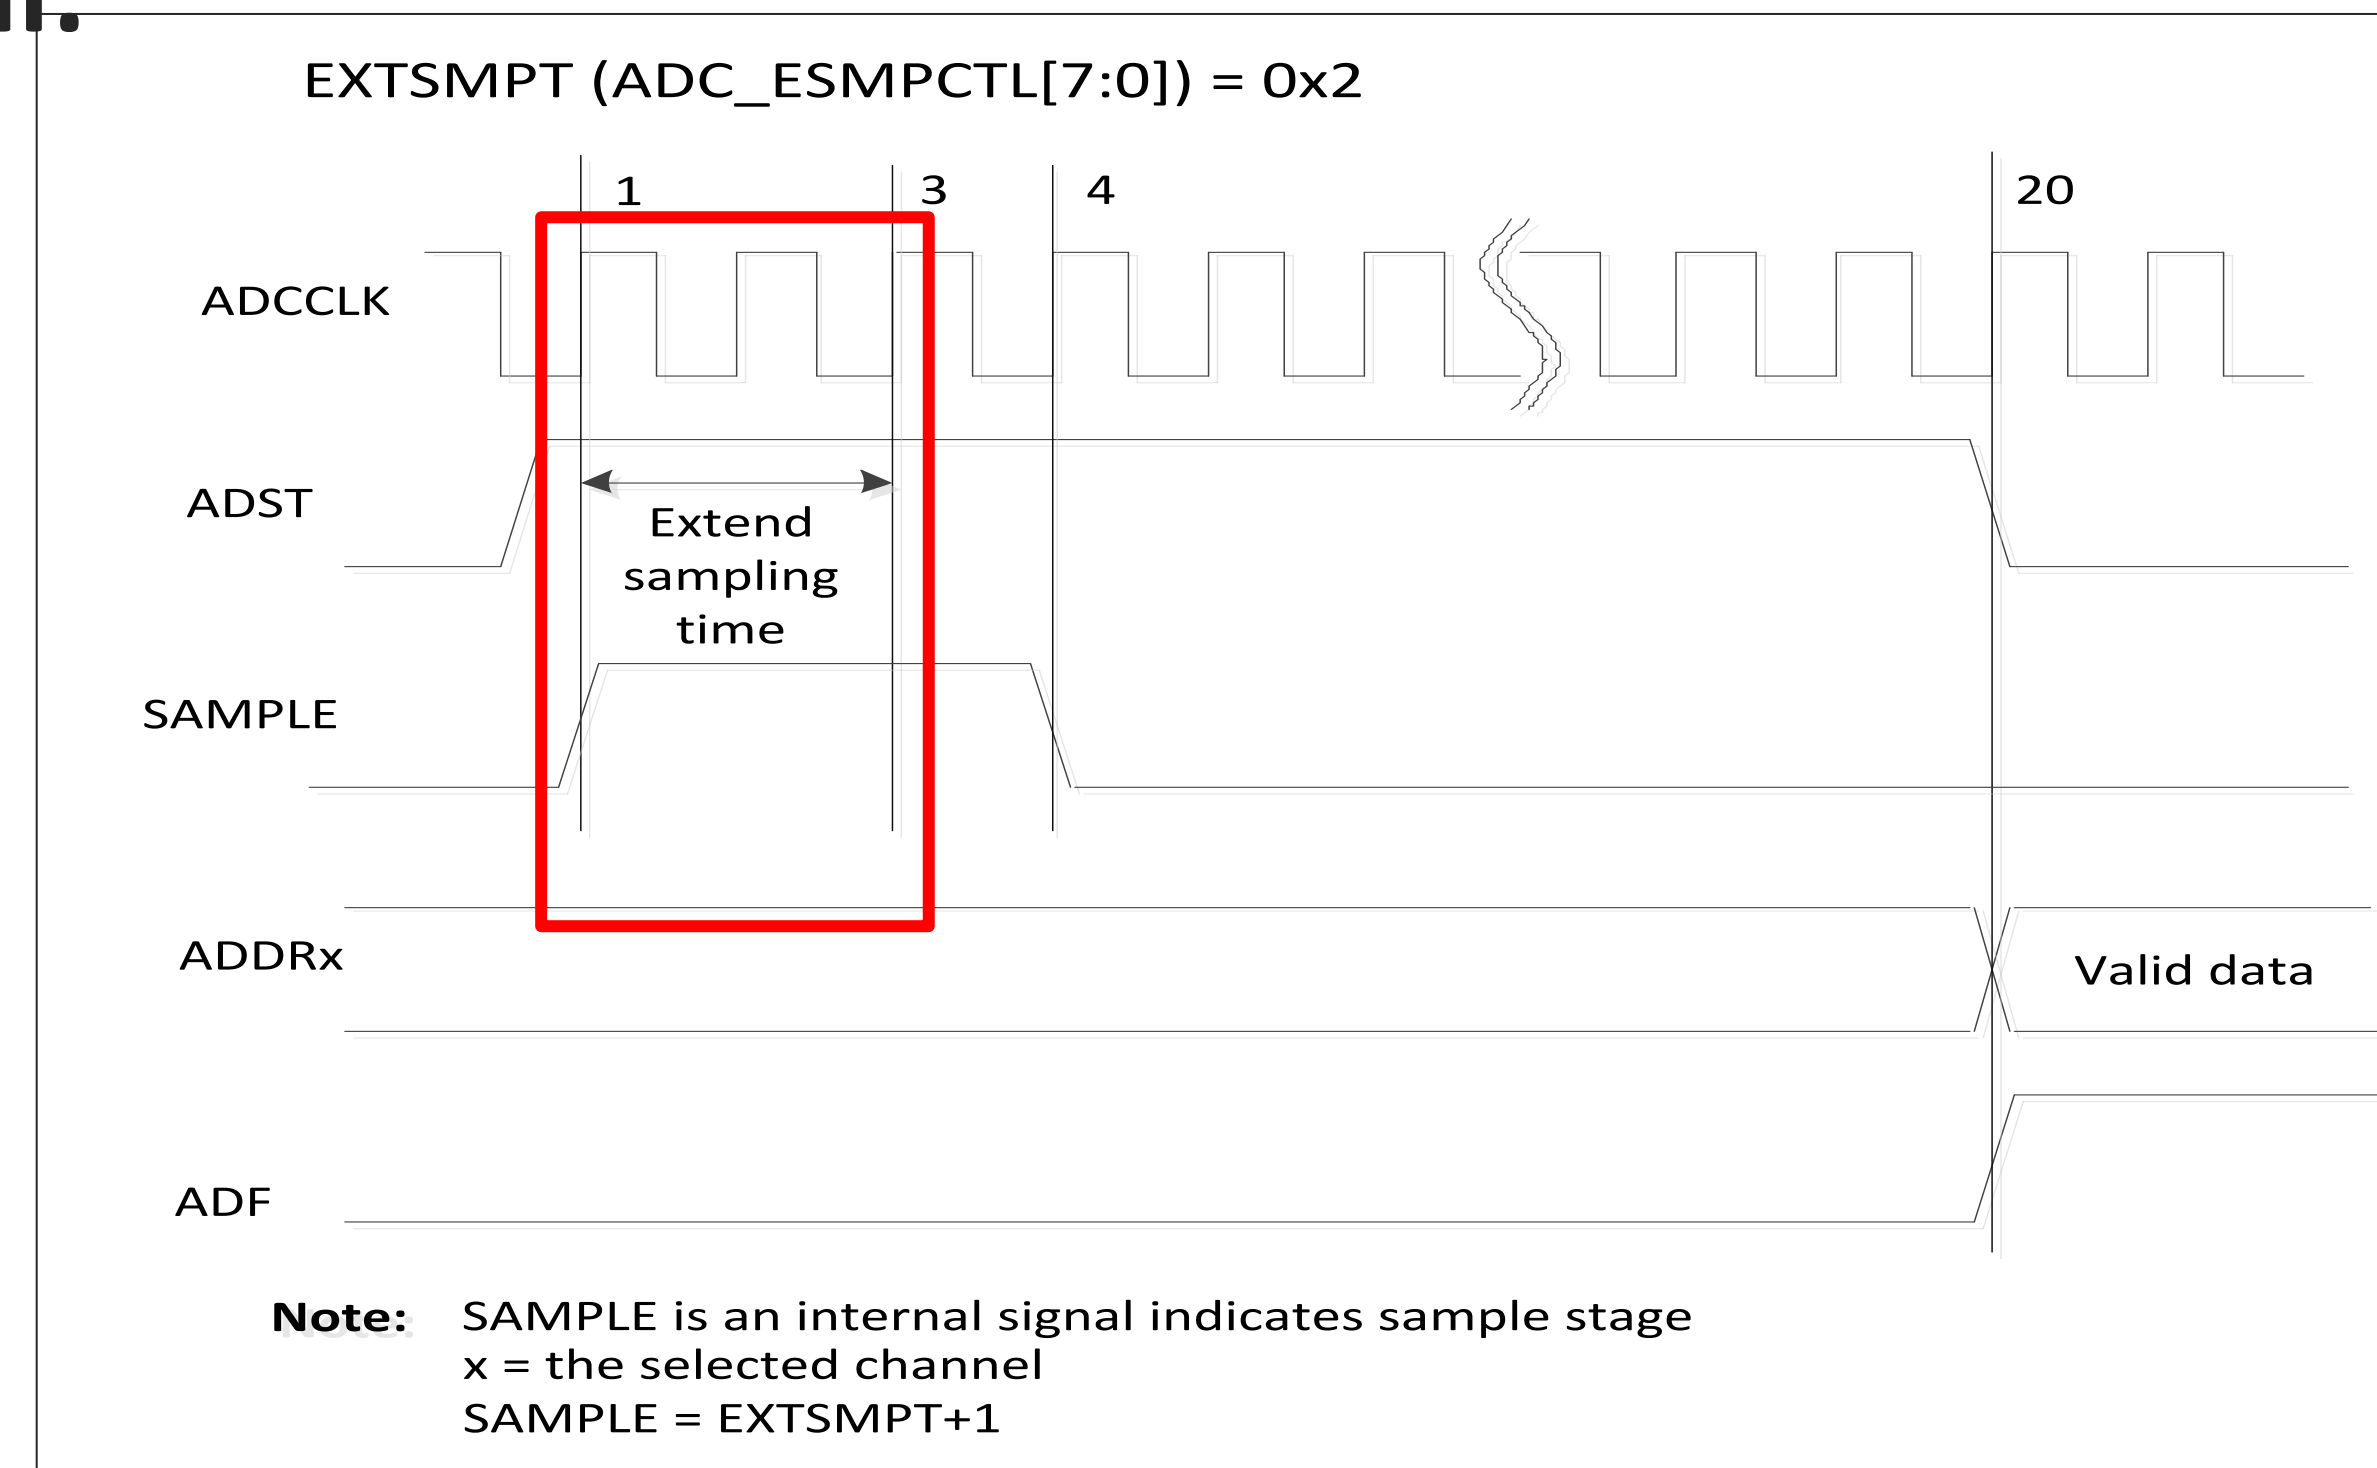 EXTSMPT (ADC_ESMPCTL[7:0]) = 0x2
1 3 4 20
ADCCLK
ADST
Extend
sampling
time
SAMPLE
ADDRx
Valid data
ADF
Note: SAMPLE is an internal signal indicates sample stage
x = the selected channel
SAMPLE = EXTSMPT+1